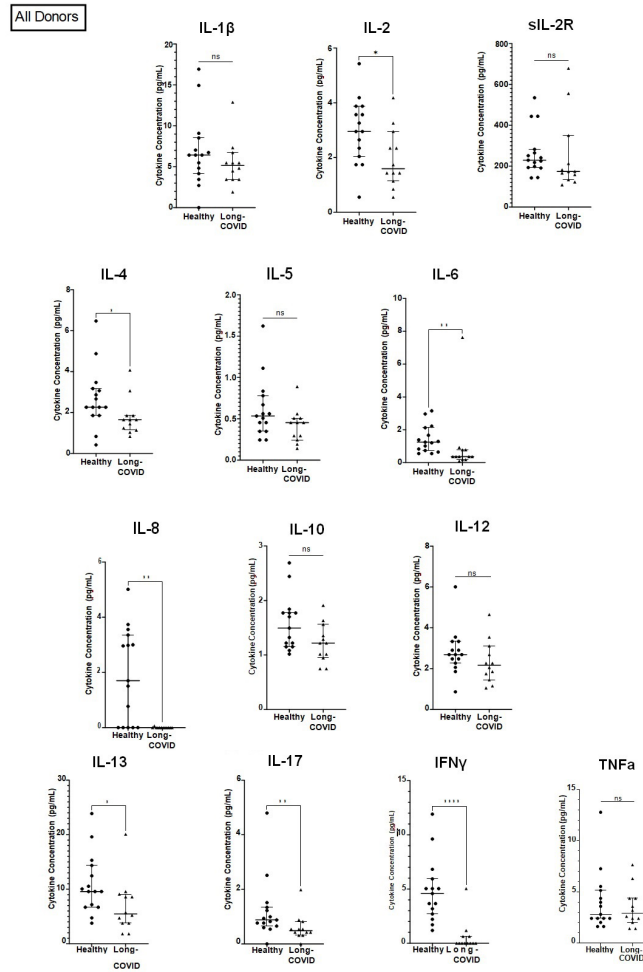 All Donors
IL-1β
Cytokine Concentration (pg/mL)
20
15
10
5
0
ns
Healthy Long-
COVID
IL-2
Cytokine Concentration (pg/mL)
6
4
2
0
*
Healthy Long-
COVID
sIL-2R
Cytokine Concentration (pg/mL)
800
600
400
200
0
ns
Healthy Long-
COVID
IL-4
Cytokine Concentration (pg/mL)
8
6
4
2
0
*
Healthy Long-
COVID
IL-5
Cytokine Concentration (pg/mL)
2.0
1.5
1.0
0.5
0.0
ns
Healthy Long-
COVID
IL-6
Cytokine Concentration (pg/mL)
10
8
6
4
2
0
**
Healthy Long-
COVID
IL-8
Cytokine Concentration (pg/mL)
6
4
2
0
**
Healthy Long-
COVID
IL-10
Cytokine Concentration (pg/mL)
3
2
1
0
ns
Healthy Long-
COVID
IL-12
Cytokine Concentration (pg/mL)
8
6
4
2
0
ns
Healthy Long-
COVID
IL-13
Cytokine Concentration (pg/mL)
30
20
10
0
*
Healthy Long-
COVID
IL-17
Cytokine Concentration (pg/mL)
6
4
2
0
**
Healthy Long-
COVID
IFNγ
Cytokine Concentration (pg/mL)
15
10
5
0
****
Healthy Long-
COVID
TNFa
Cytokine Concentration (pg/mL)
15
10
5
0
ns
Healthy Long-
COVID